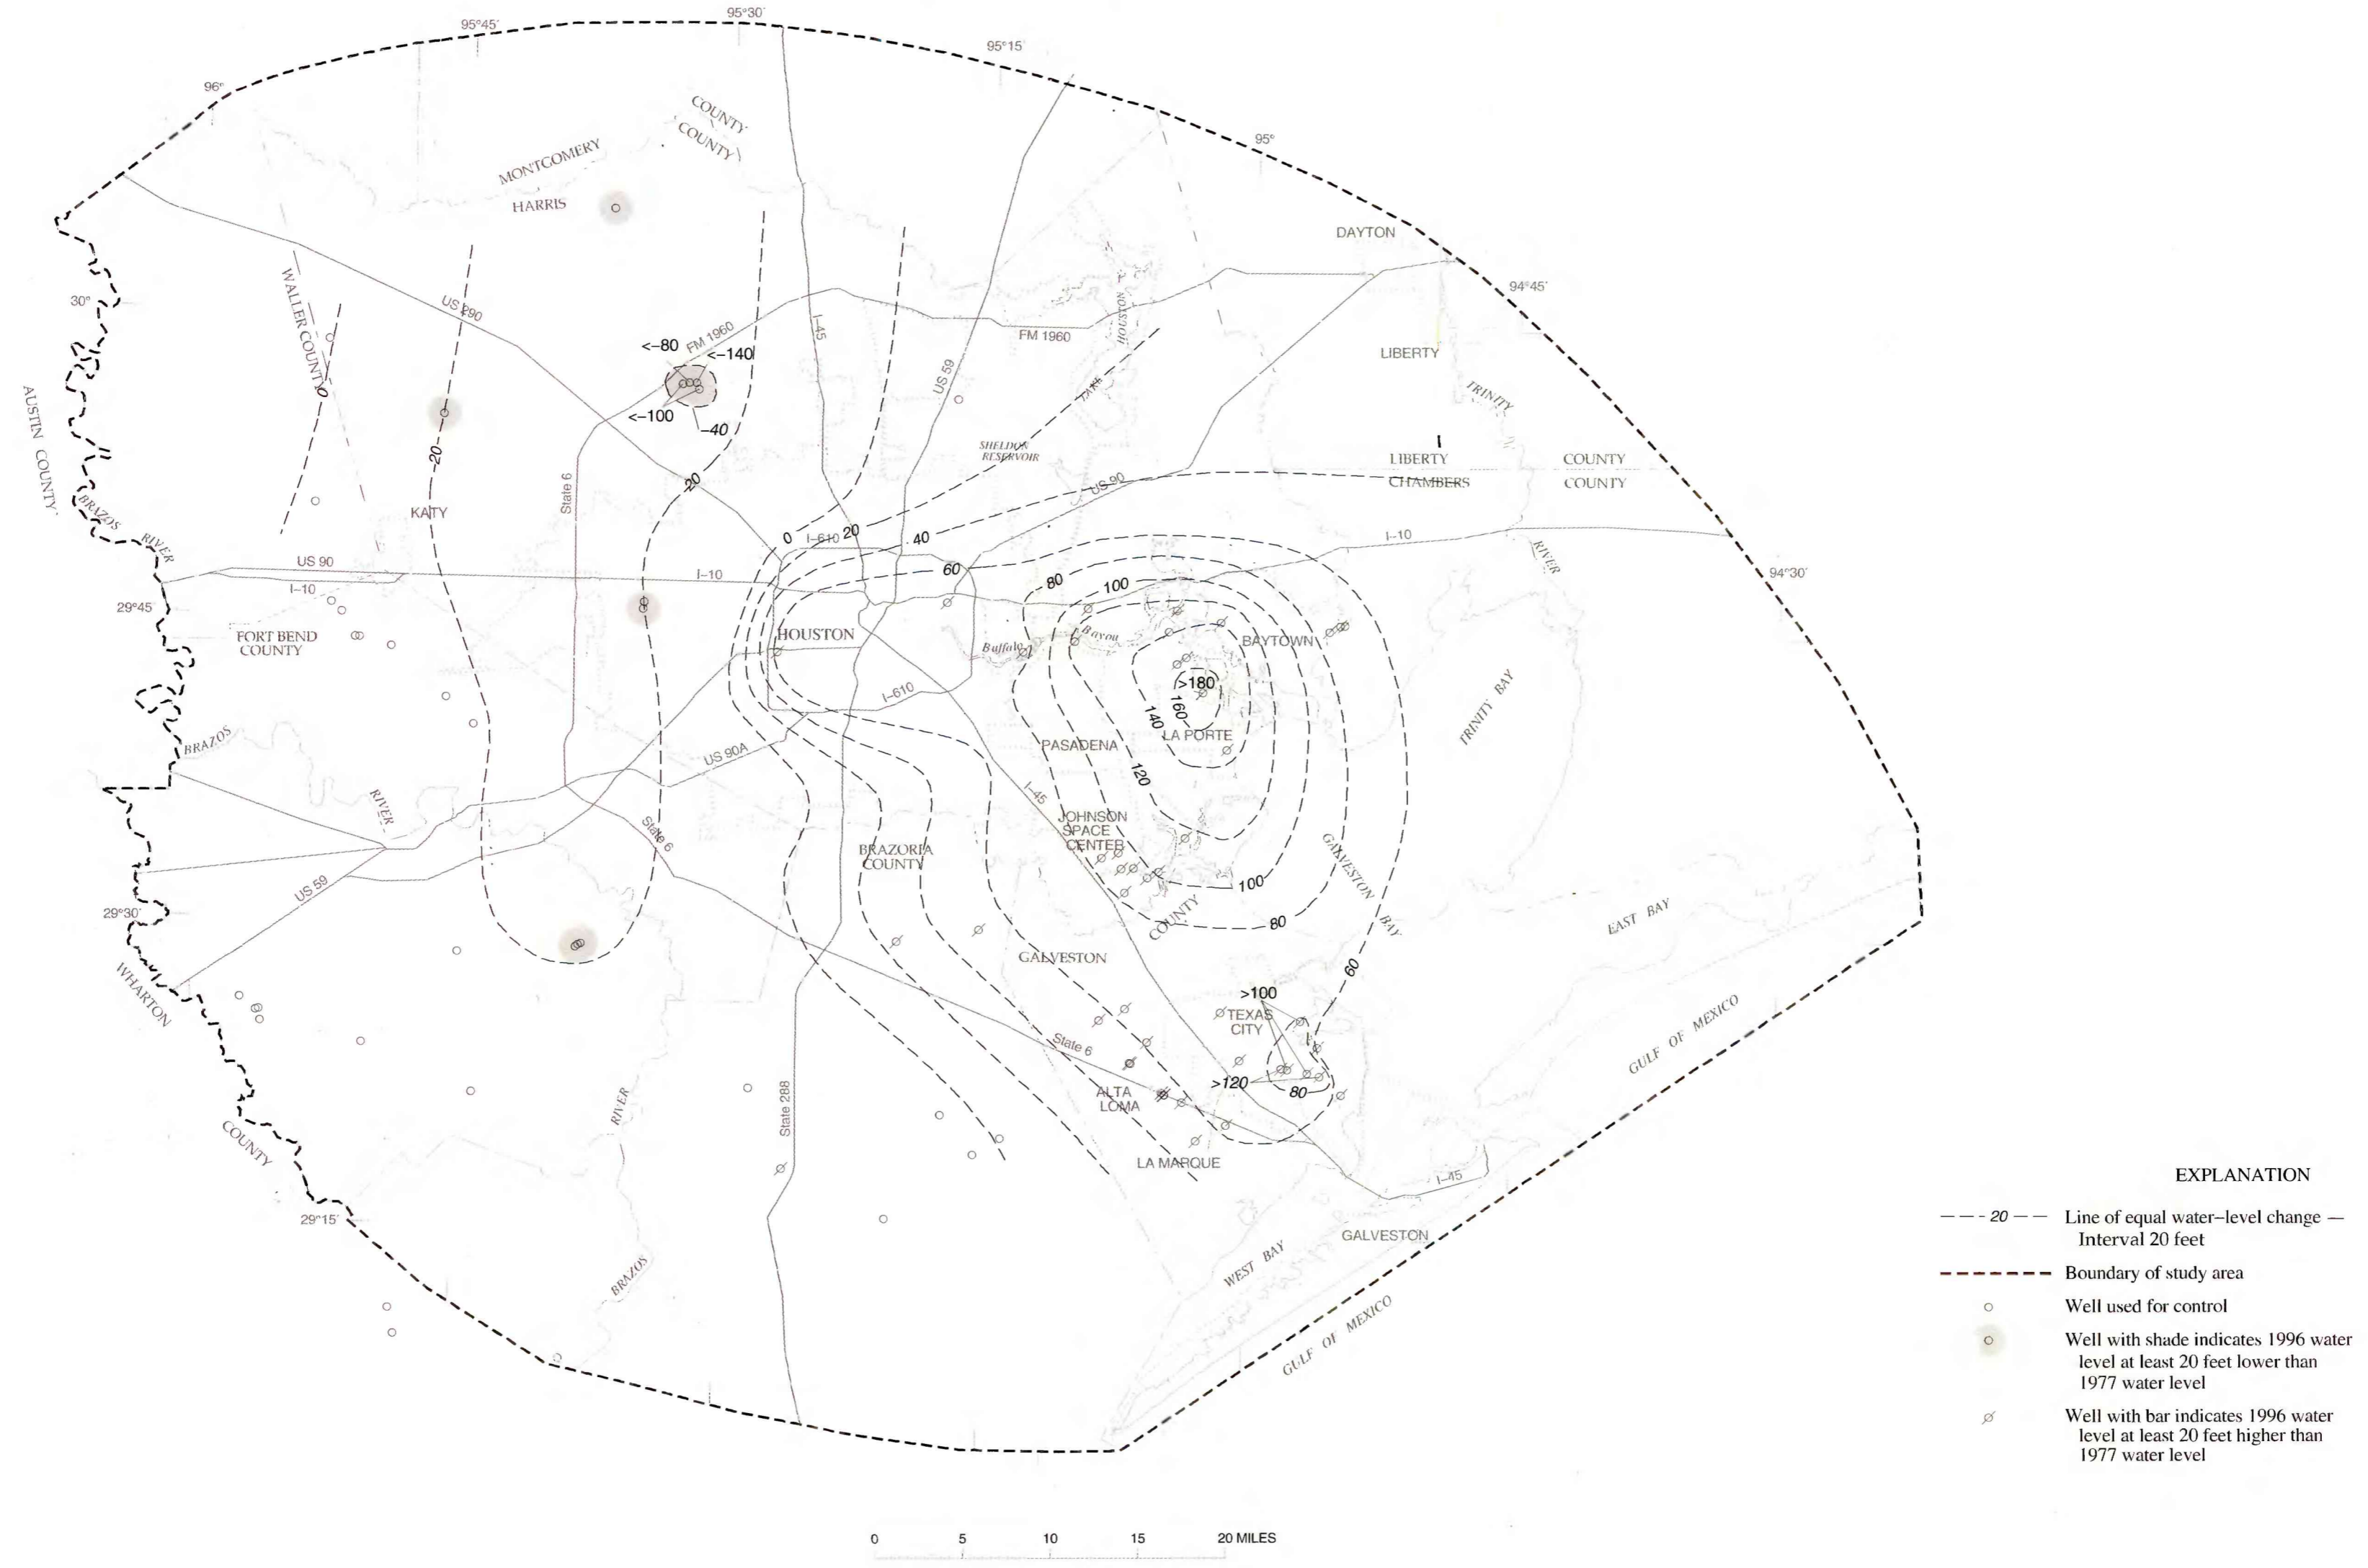 95°45′
95°30′
95°15′
96°
95°
COUNTY
COUNTY
MONTGOMERY
HARRIS
DAYTON
94°45′
30°
WALLER COUNTY
US 290
I–45
FM 1960
FM 1960
HOUSTON
LAKE
US 59
<–80
<–140
<–100
–40
0
LIBERTY
TRINITY
AUSTIN COUNTY
–20
–20
State 6
SHELDON
RESERVOIR
US 90
LIBERTY
COUNTY
CHAMBERS
COUNTY
KATY
BRAZOS
RIVER
0
I–610
20
40
60
80
100
I–10
RIVER
94°30′
US 90
I–10
I–10
29°45′
FORT BEND
COUNTY
HOUSTON
Buffalo
Bayou
BAYTOWN
>180
160
140
LA PORTE
TRINITY BAY
I–610
BRAZOS
RIVER
US 90A
PASADENA
120
I–45
State 6
JOHNSON
SPACE
CENTER
BRAZORIA
COUNTY
GALVESTON BAY
100
80
COUNTY
EAST BAY
US 59
29°30′
WHARTON
COUNTY
GALVESTON
60
>100
TEXAS
CITY
State 6
>120
80
ALTA
LOMA
GULF OF MEXICO
RIVER
State 288
LA MARQUE
I–45
29°15′
BRAZOS
WEST BAY
GALVESTON
GULF OF MEXICO
EXPLANATION
20
Line of equal water–level change —
Interval 20 feet
Boundary of study area
Well used for control
Well with shade indicates 1996 water
level at least 20 feet lower than
1977 water level
Well with bar indicates 1996 water
level at least 20 feet higher than
1977 water level
0 5 10 15 20 MILES